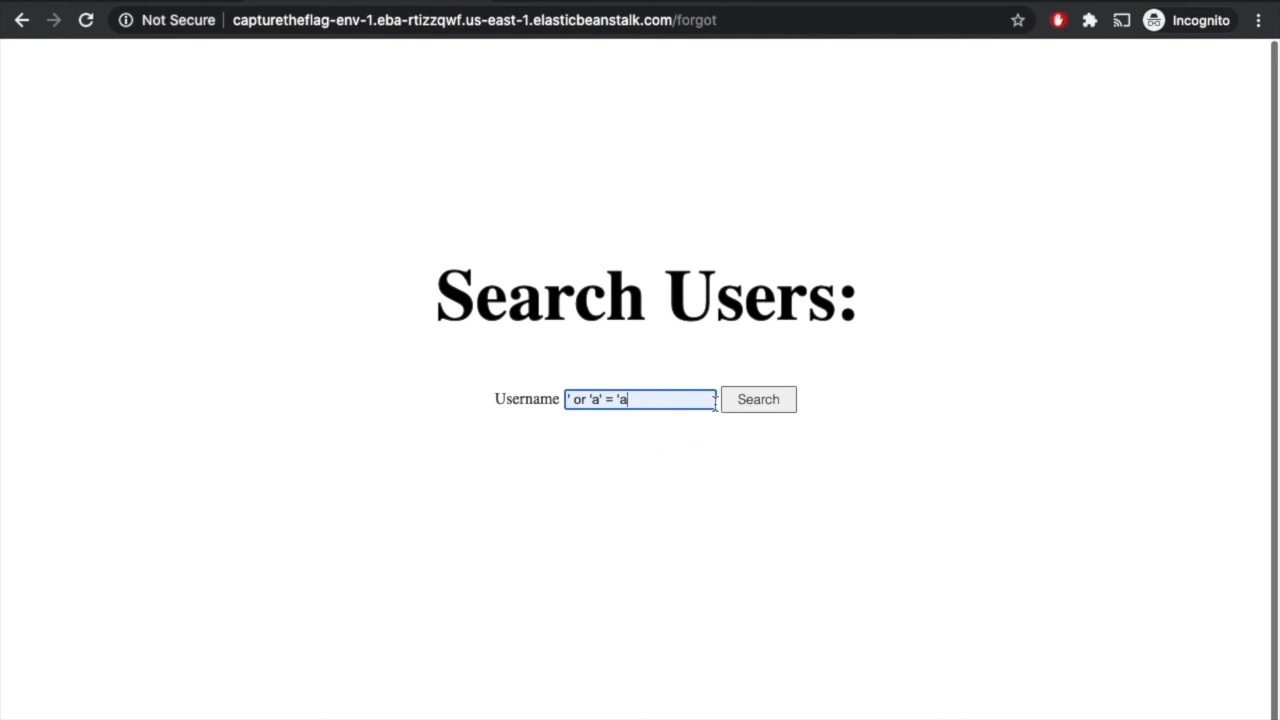 Not Secure
capturetheflag-env-1.eba-rtizzqwf.us-east-1.elasticbeanstalk.com/forgot
Incognito
Search Users:
Username ' or 'a' = 'a Search